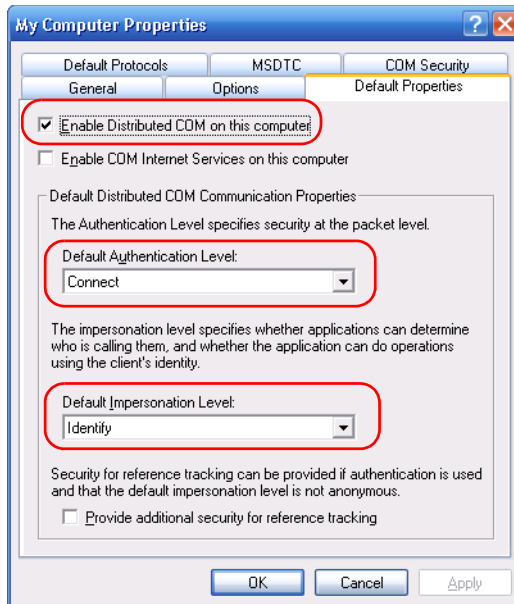 My Computer Properties
Default Protocols MSDTC COM Security
General Options Default Properties
Enable Distributed COM on this computer
Enable COM Internet Services on this computer
Default Distributed COM Communication Properties
The Authentication Level specifies security at the packet level.
Default Authentication Level:
Connect
The impersonation level specifies whether applications can determine
who is calling them, and whether the application can do operations
using the client's identity.
Default Impersonation Level:
Identify
Security for reference tracking can be provided if authentication is used
and that the default impersonation level is not anonymous.
Provide additional security for reference tracking
OK Cancel Apply